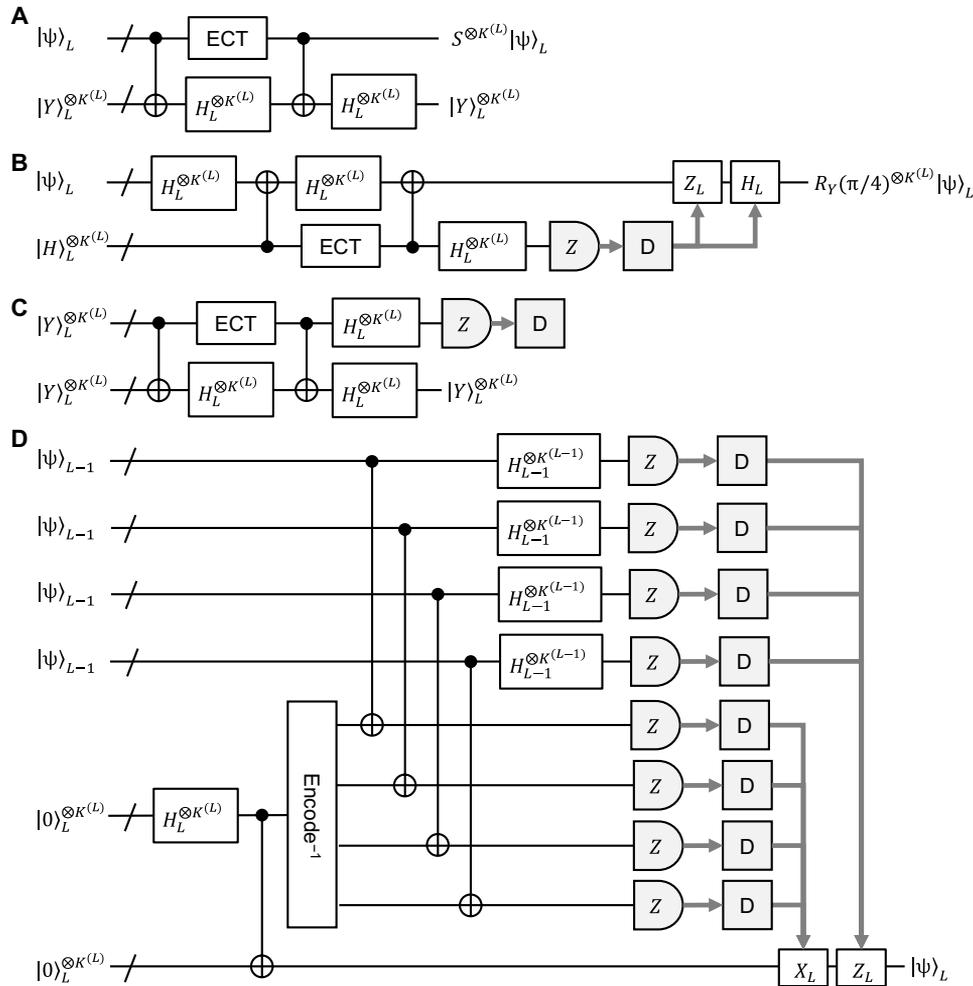 A
|ψ⟩_L ECT S^{⊗K^{(L)}}|ψ⟩_L
|Y⟩_L^{⊗K^{(L)}} H_L^{⊗K^{(L)}} H_L^{⊗K^{(L)}} |Y⟩_L^{⊗K^{(L)}}
B
|ψ⟩_L H_L^{⊗K^{(L)}} H_L^{⊗K^{(L)}} Z_L H_L R_Y(π/4)^{⊗K^{(L)}}|ψ⟩_L
|H⟩_L^{⊗K^{(L)}} ECT H_L^{⊗K^{(L)}} Z D
C
|Y⟩_L^{⊗K^{(L)}} ECT H_L^{⊗K^{(L)}} Z D
|Y⟩_L^{⊗K^{(L)}} H_L^{⊗K^{(L)}} H_L^{⊗K^{(L)}} |Y⟩_L^{⊗K^{(L)}}
D
|ψ⟩_{L−1} H_{L−1}^{⊗K^{(L−1)}} Z D
|ψ⟩_{L−1} H_{L−1}^{⊗K^{(L−1)}} Z D
|ψ⟩_{L−1} H_{L−1}^{⊗K^{(L−1)}} Z D
|ψ⟩_{L−1} H_{L−1}^{⊗K^{(L−1)}} Z D
Z D
|0⟩_L^{⊗K^{(L)}} H_L^{⊗K^{(L)}} Encode^{-1} Z D
Z D
Z D
|0⟩_L^{⊗K^{(L)}} X_L Z_L |ψ⟩_L